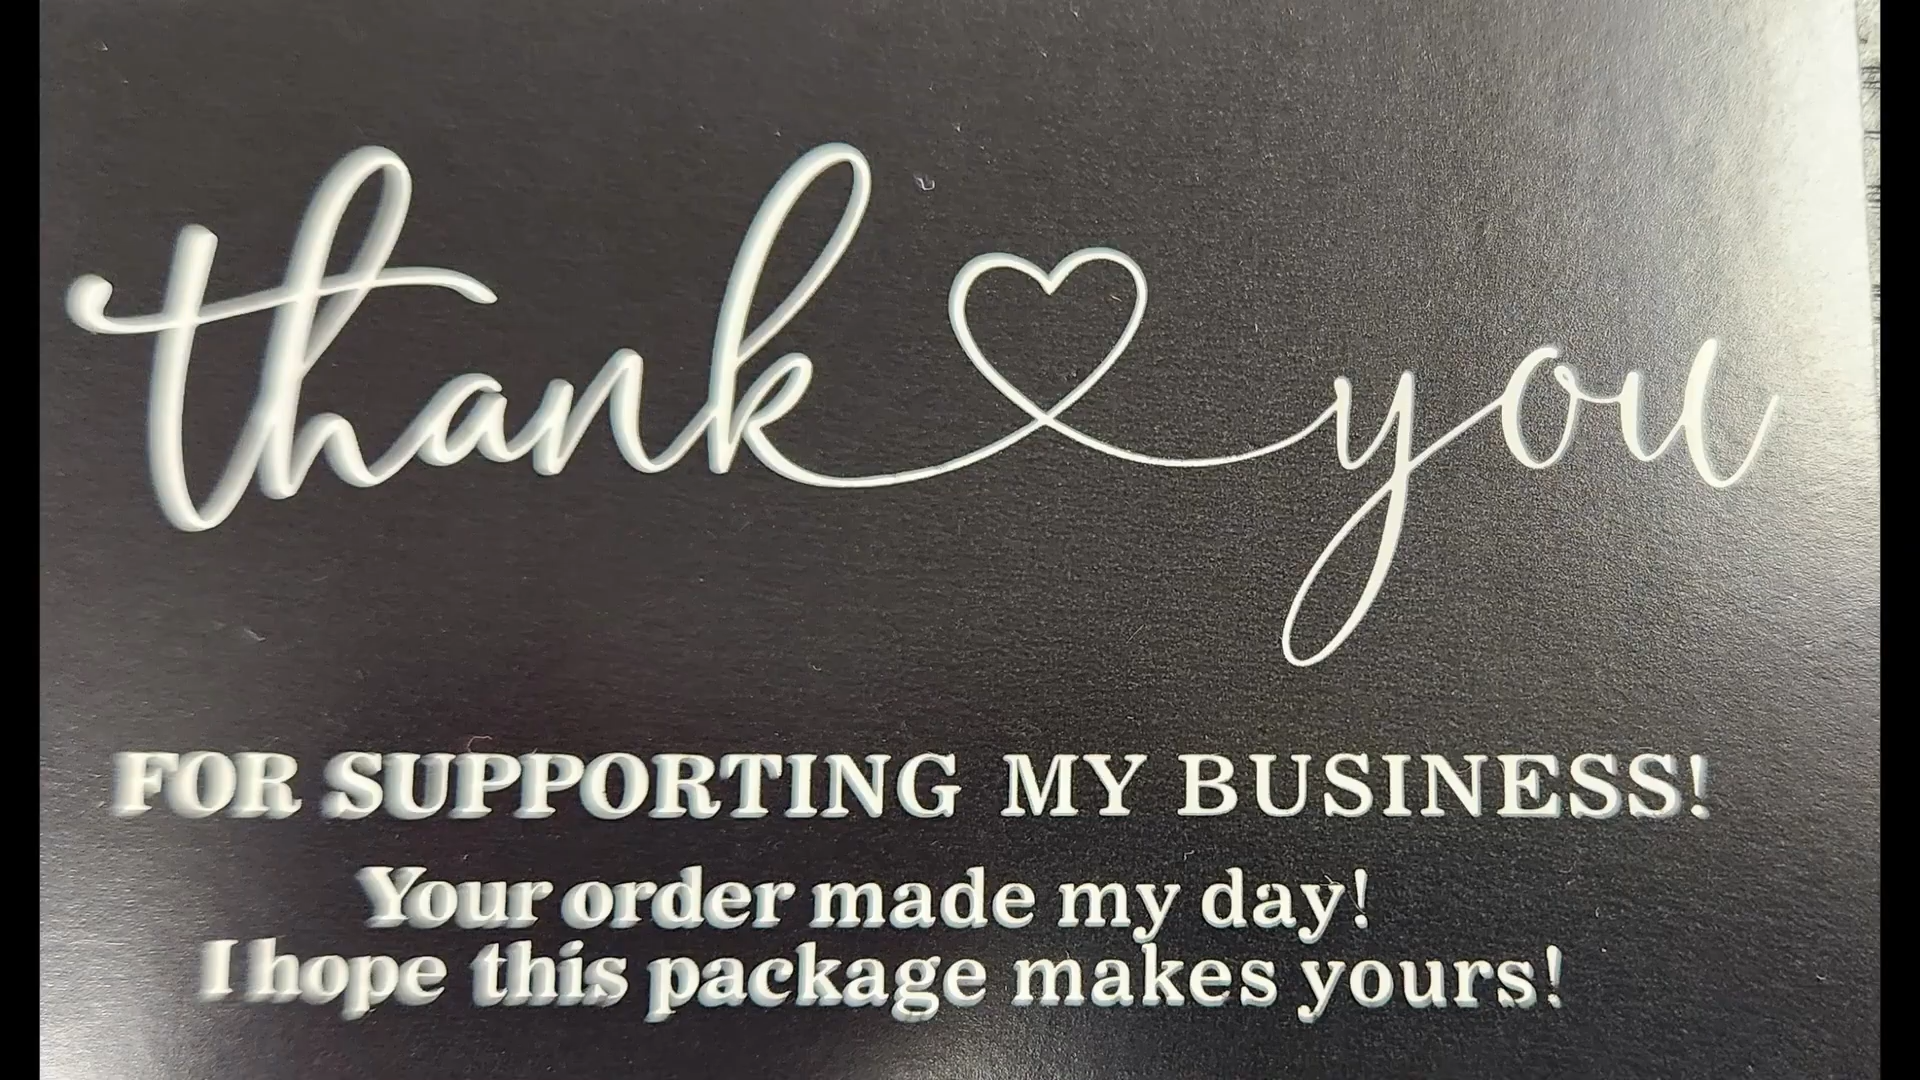 thank you
FOR SUPPORTING MY BUSINESS!
Your order made my day!
I hope this package makes yours!